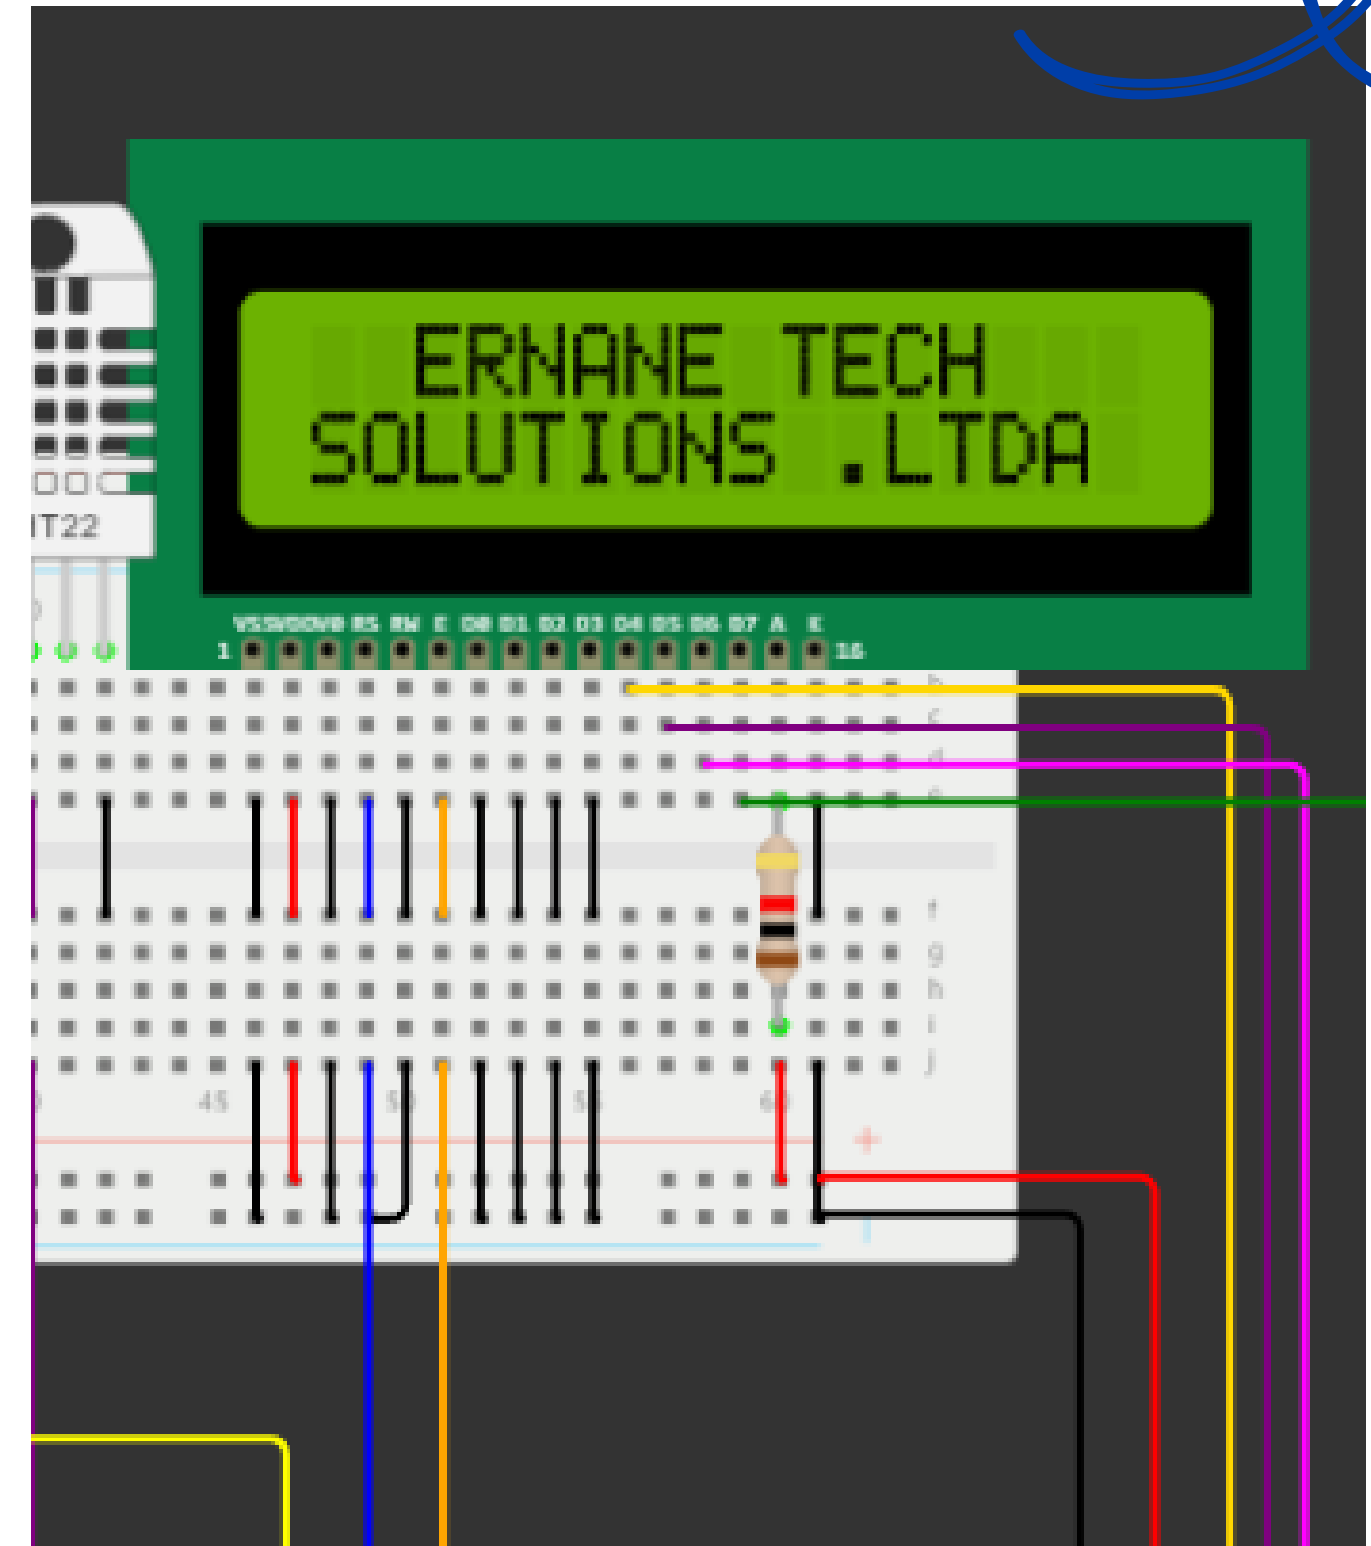 ERNANE TECH
SOLUTIONS .LTDA
HT22
VSS VDD V0 RS RW E D0 D1 D2 D3 D4 D5 D6 D7 A K
1 16
b
c
d
e
f
g
h
i
j
45 50 55 60
+